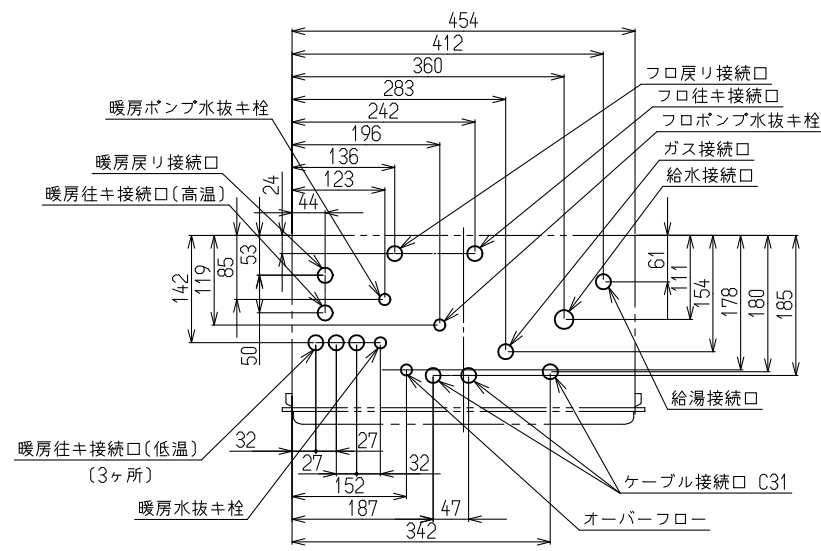 454
412
360
283
242
196
136
123
24
44
フロ戻リ接続口
フロ往キ接続口
フロポンプ水抜キ栓
ガス接続口
給水接続口
暖房ポンプ水抜キ栓
暖房戻リ接続口
暖房往キ接続口(高温)
142
119
85
53
50
61
111
154
178
180
185
給湯接続口
暖房往キ接続口(低温)
(3ヶ所)
暖房水抜キ栓
32
27
27
32
152
187
47
342
ケーブル接続口 C31
オーバーフロー